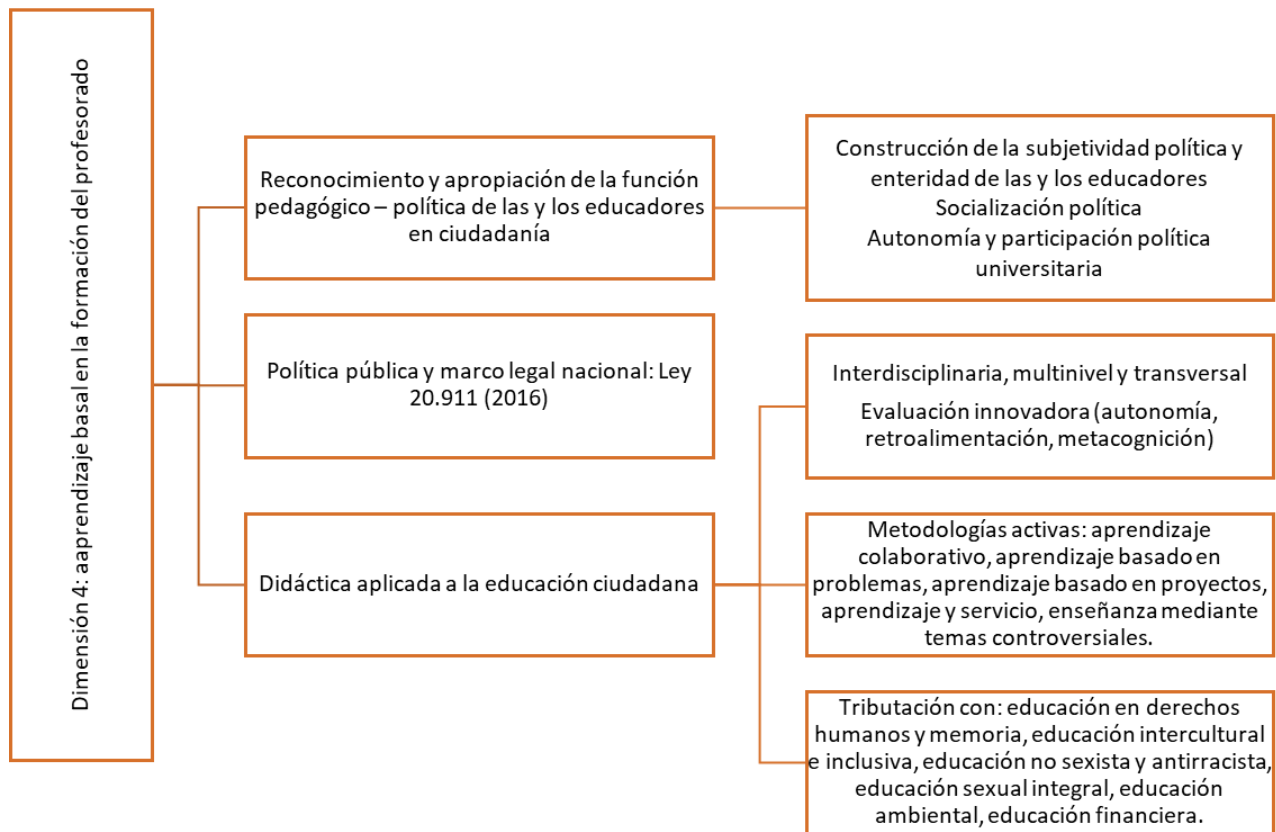 Dimensión 4: aaprendizaje basal en la formación del profesorado
Reconocimiento y apropiación de la función
pedagógico – política de las y los educadores
en ciudadanía
Construcción de la subjetividad política y
enteridad de las y los educadores
Socialización política
Autonomía y participación política
universitaria
Política pública y marco legal nacional: Ley
20.911 (2016)
Didáctica aplicada a la educación ciudadana
Interdisciplinaria, multinivel y transversal
Evaluación innovadora (autonomía,
retroalimentación, metacognición)
Metodologías activas: aprendizaje
colaborativo, aprendizaje basado en
problemas, aprendizaje basado en proyectos,
aprendizaje y servicio, enseñanza mediante
temas controversiales.
Tributación con: educación en derechos
humanos y memoria, educación intercultural
e inclusiva, educación no sexista y antirracista,
educación sexual integral, educación
ambiental, educación financiera.